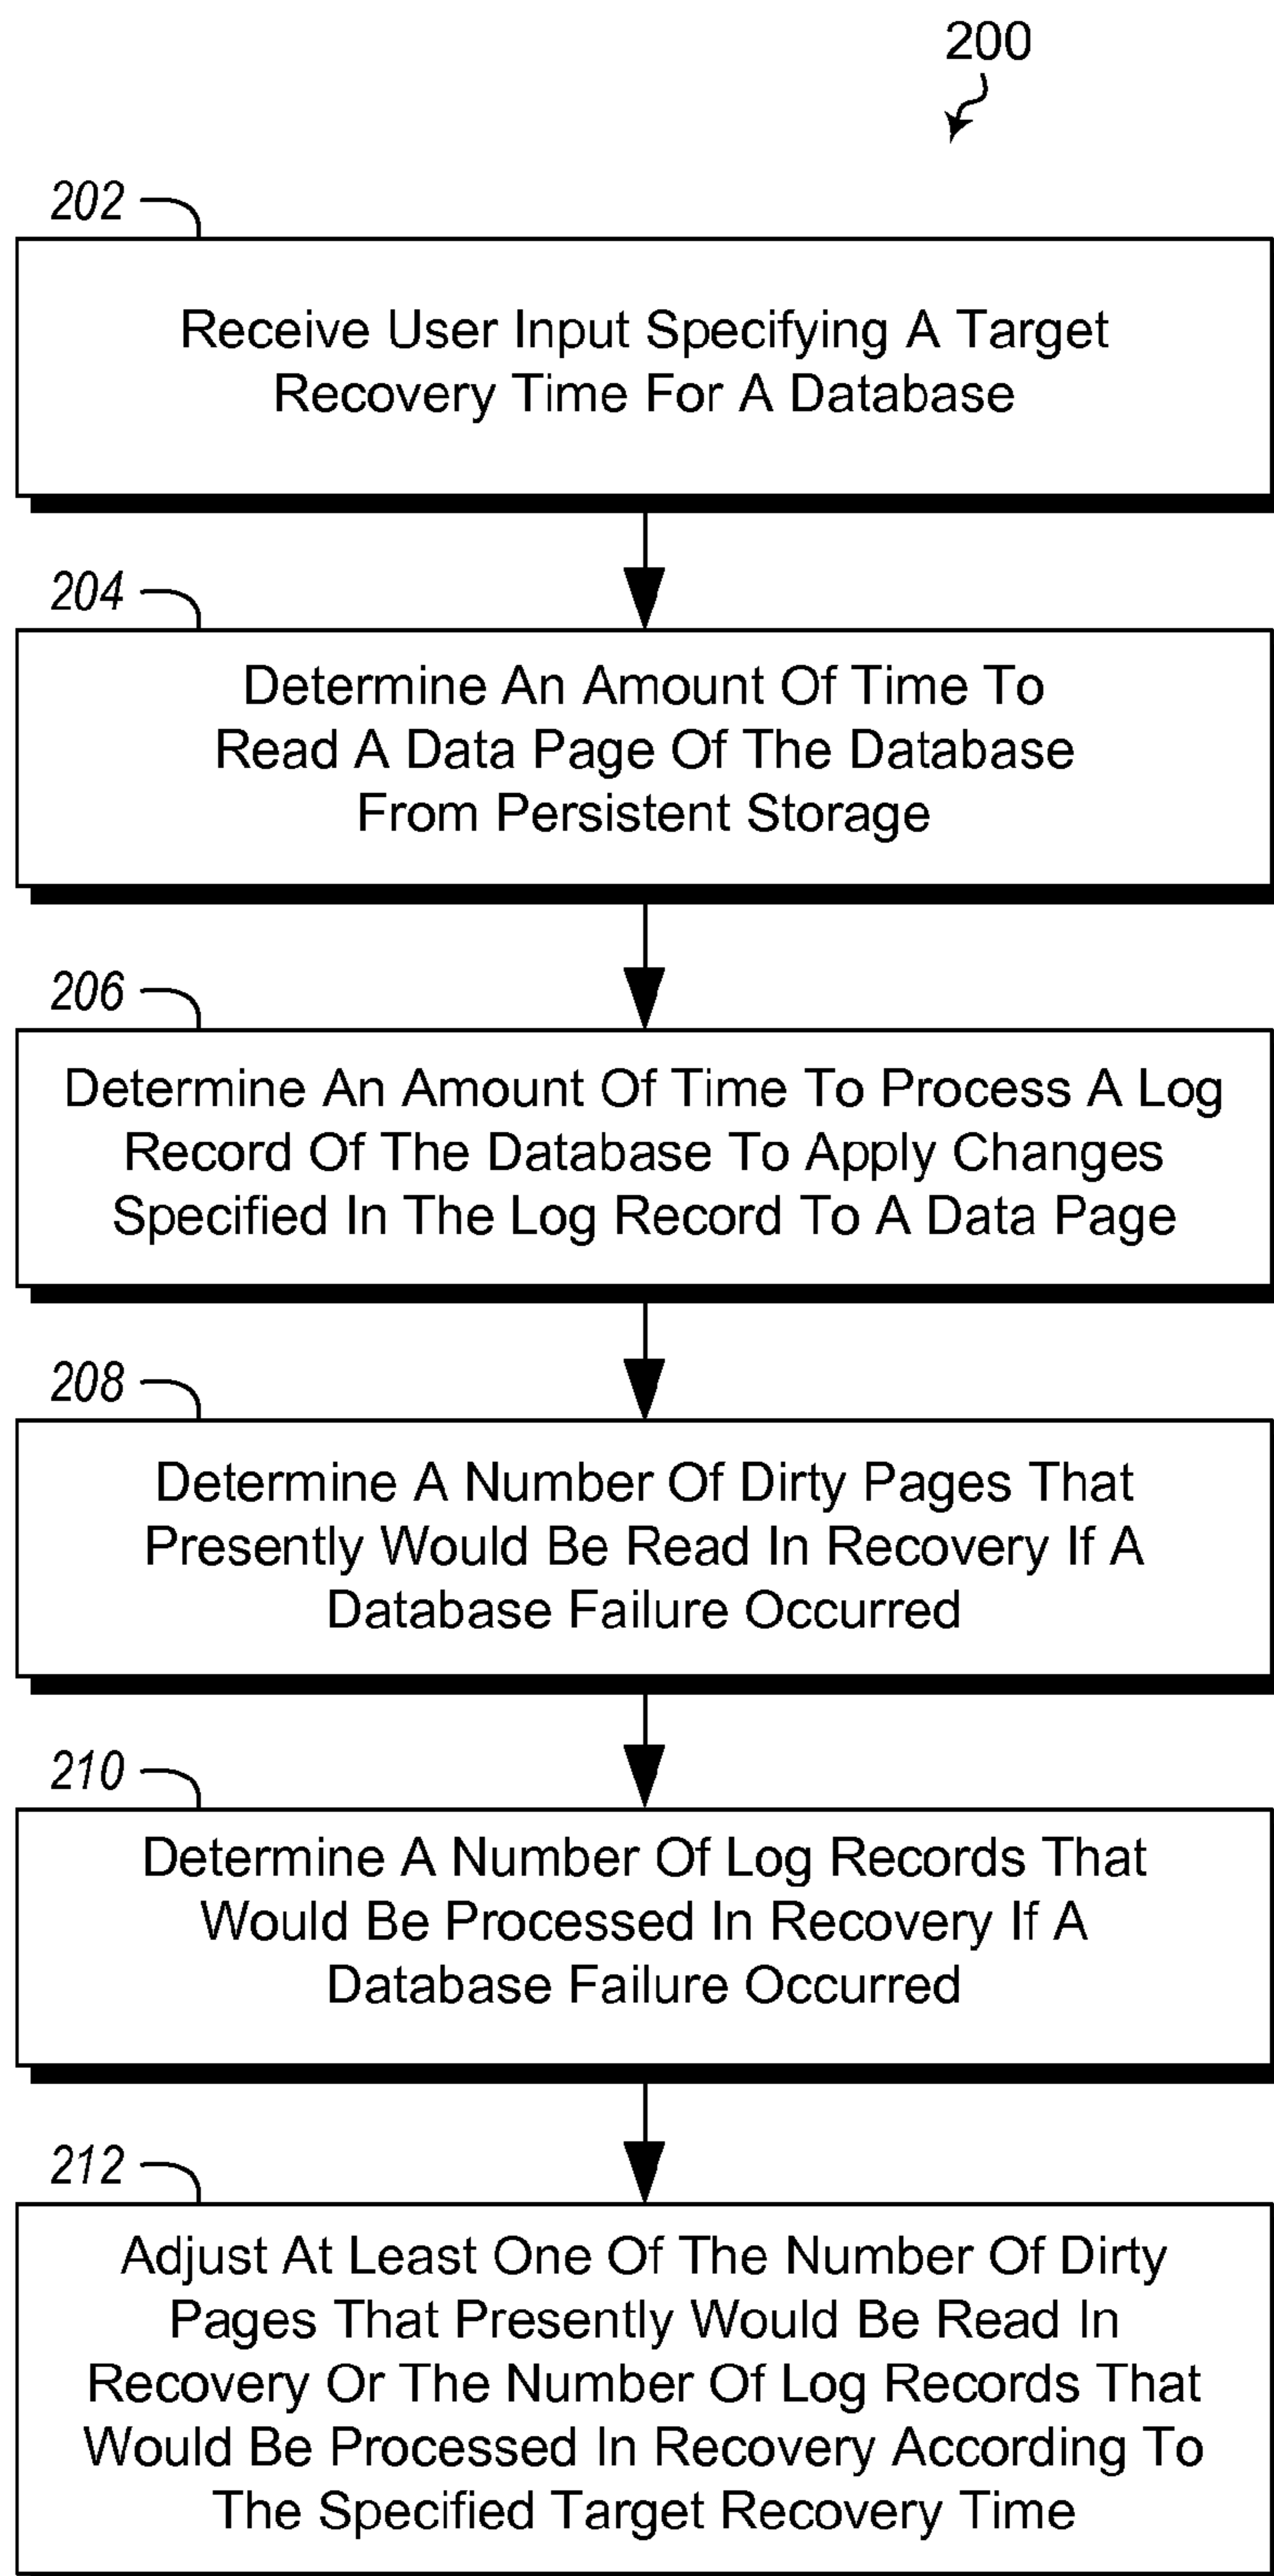 200
202
Receive User Input Specifying A Target
Recovery Time For A Database
204
Determine An Amount Of Time To
Read A Data Page Of The Database
From Persistent Storage
206
Determine An Amount Of Time To Process A Log
Record Of The Database To Apply Changes
Specified In The Log Record To A Data Page
208
Determine A Number Of Dirty Pages That
Presently Would Be Read In Recovery If A
Database Failure Occurred
210
Determine A Number Of Log Records That
Would Be Processed In Recovery If A
Database Failure Occurred
212
Adjust At Least One Of The Number Of Dirty
Pages That Presently Would Be Read In
Recovery Or The Number Of Log Records That
Would Be Processed In Recovery According To
The Specified Target Recovery Time